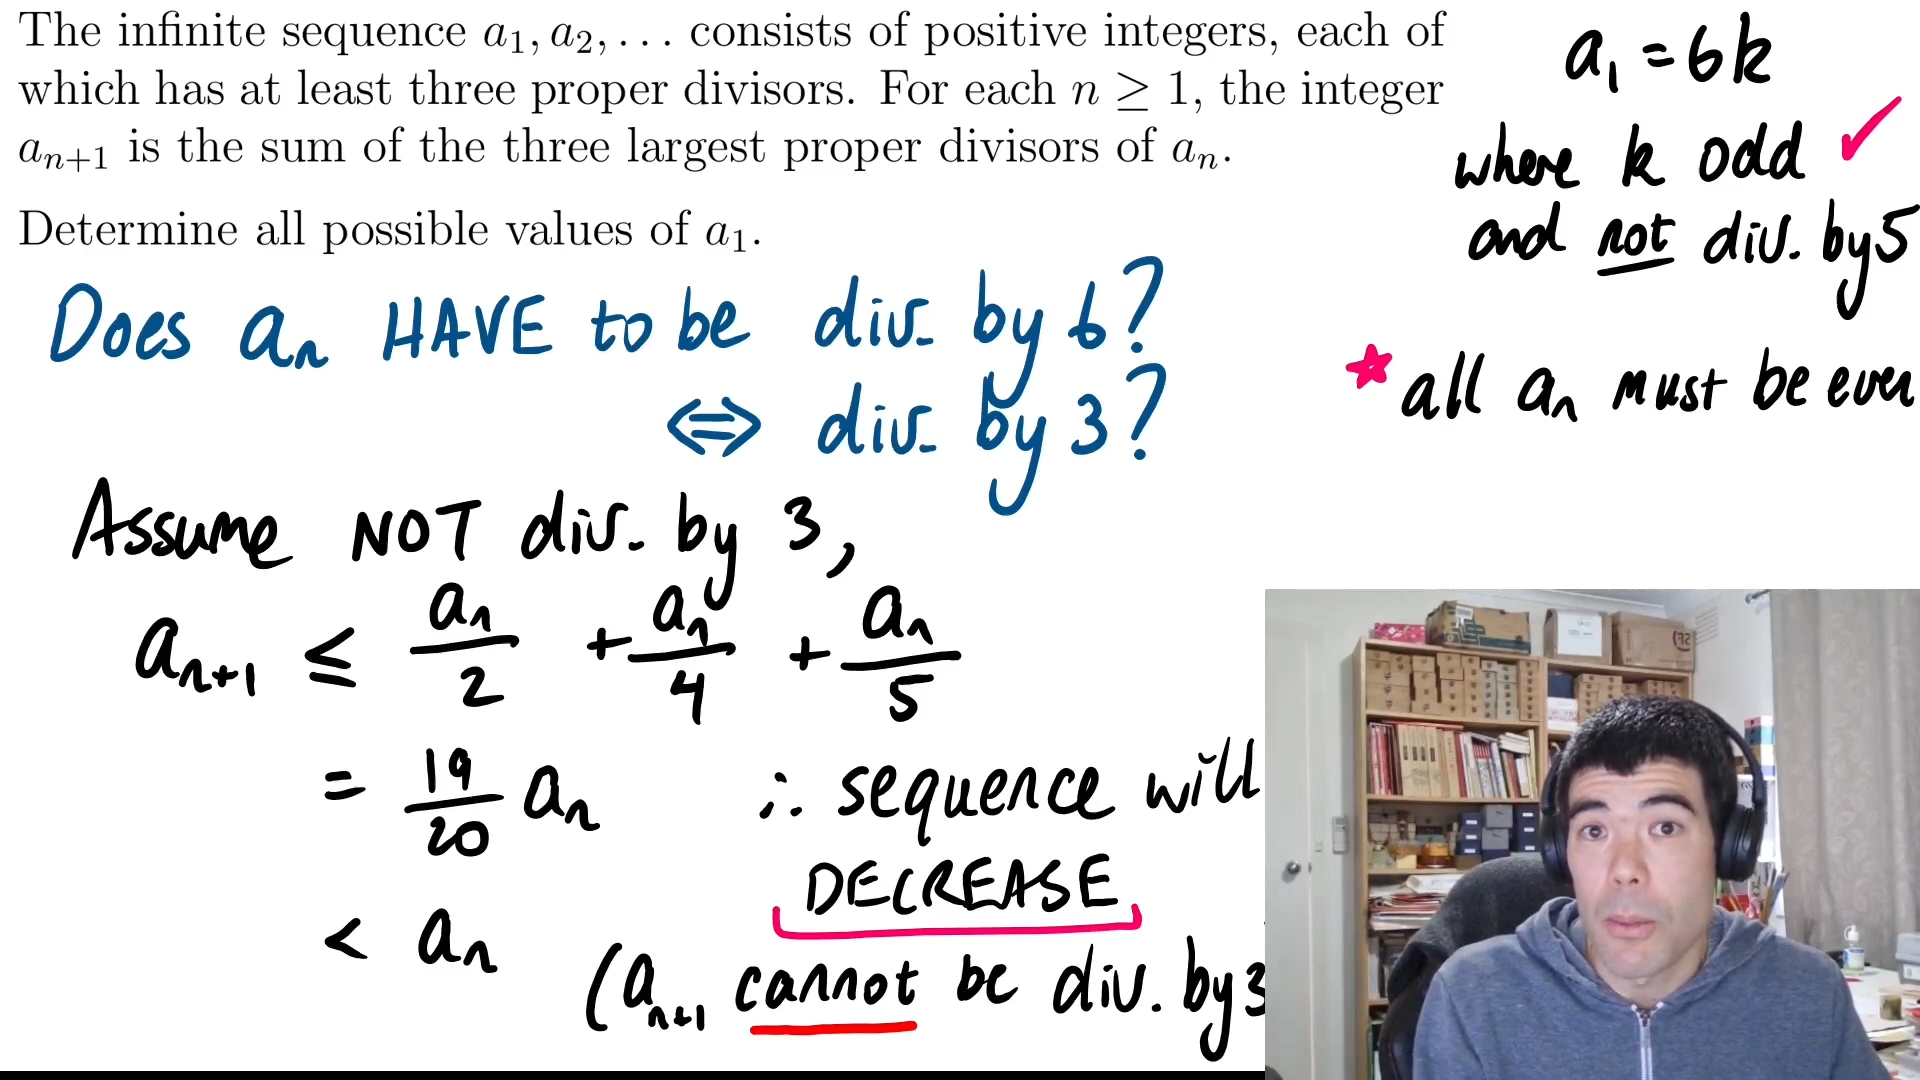 The infinite sequence a₁, a₂, … consists of positive integers, each of
which has at least three proper divisors. For each n ≥ 1, the integer
aₙ₊₁ is the sum of the three largest proper divisors of aₙ.
Determine all possible values of a₁.
a₁ = 6k
where k odd ✓
and not div. by 5
★ all aₙ must be even
Does aₙ HAVE to be div. by 6?
⇔ div. by 3?
Assume NOT div. by 3,
aₙ₊₁ ≤ aₙ/2 + aₙ/4 + aₙ/5
= 19/20 aₙ ∴ sequence will
DECREASE
< aₙ (aₙ₊₁ cannot be div. by 3